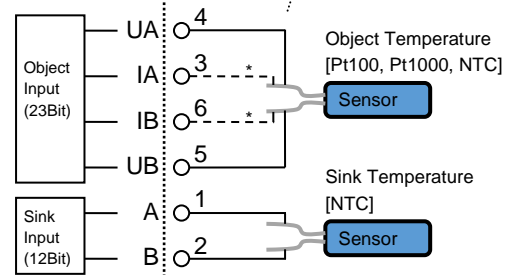 UA 4
Object Temperature
[Pt100, Pt1000, NTC]
Object
Input
(23Bit)
IA 3 *
Sensor
IB 6 *
UB 5
Sink Temperature
[NTC]
Sink
Input
(12Bit)
A 1
Sensor
B 2